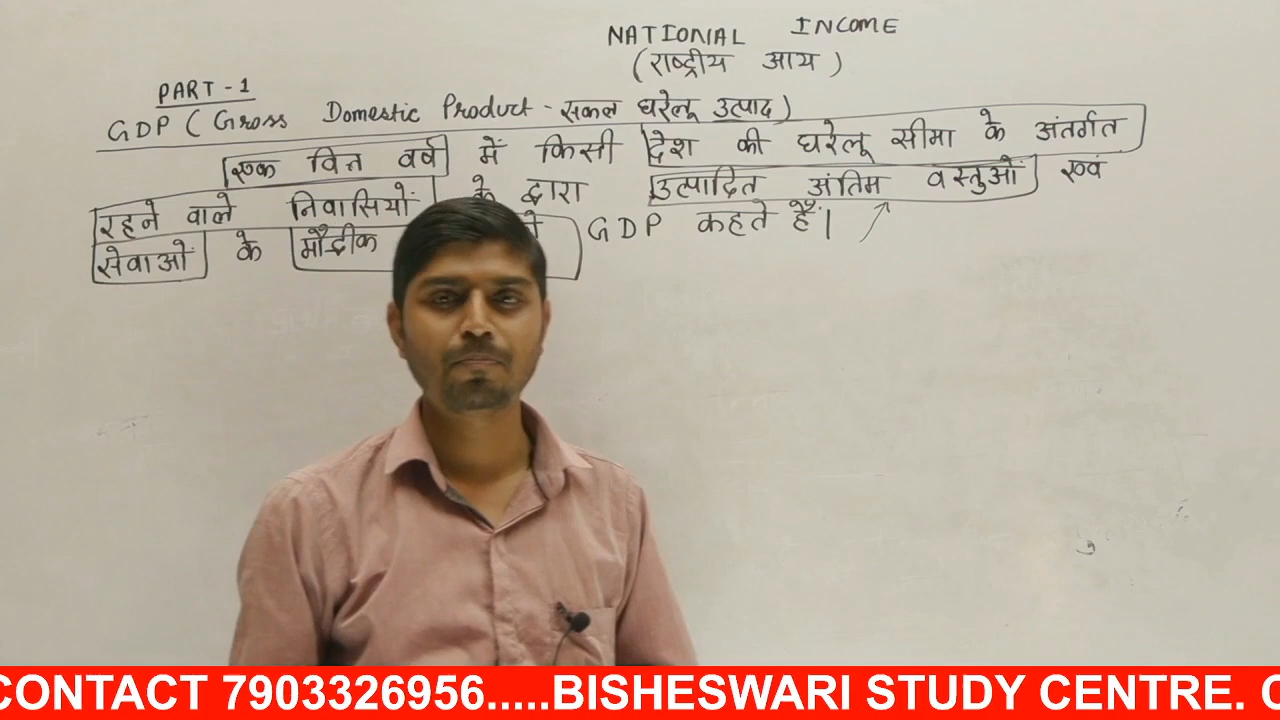 NATIONAL INCOME
(राष्ट्रीय आय)
PART-1
GDP (Gross Domestic Product - सकल घरेलू उत्पाद)
एक वित्त वर्ष में किसी देश की घरेलू सीमा के अंतर्गत
रहने वाले निवासियों के द्वारा उत्पादित अंतिम वस्तुओं एवं
सेवाओं के मौद्रीक GDP कहते हैं।
CONTACT 7903326956.....BISHESWARI STUDY CENTRE. C